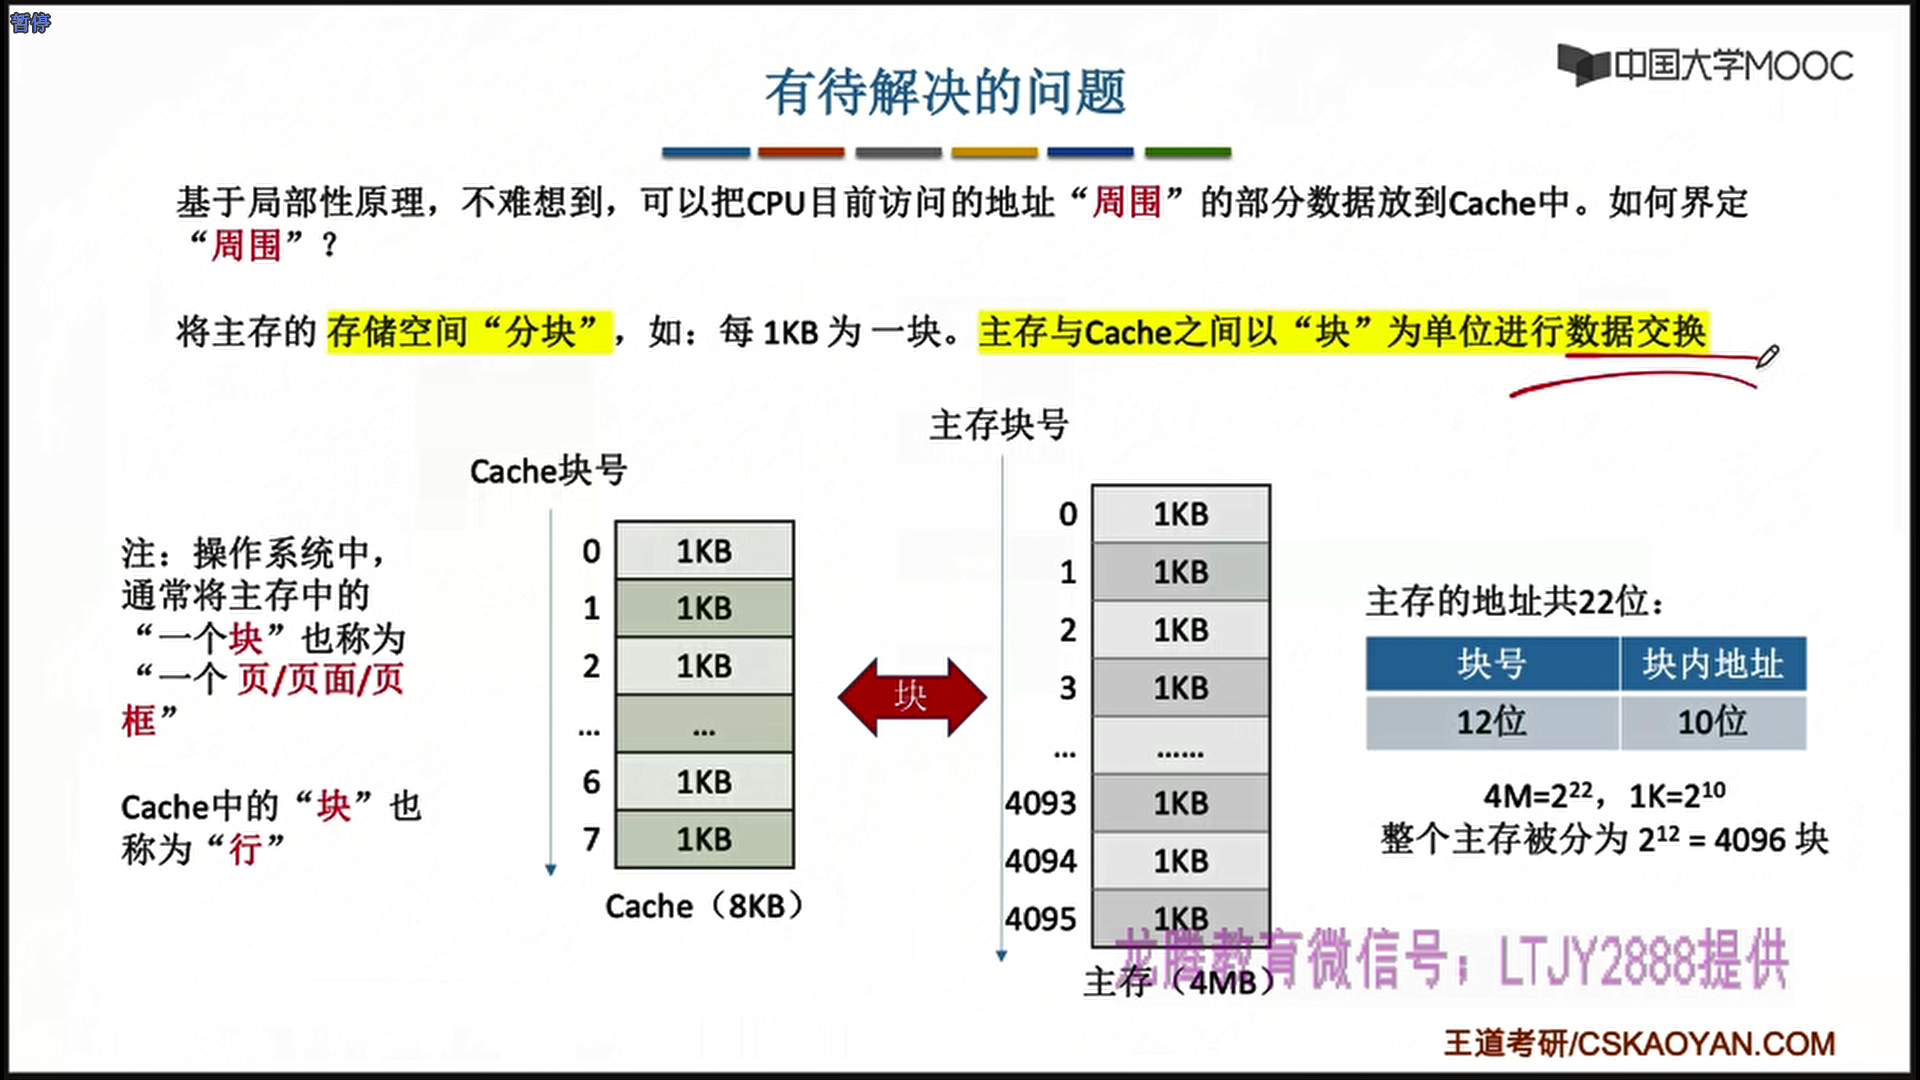 暂停
中国大学MOOC
有待解决的问题
基于局部性原理，不难想到，可以把CPU目前访问的地址“周围”的部分数据放到Cache中。如何界定
“周围”？
将主存的 存储空间“分块”，如：每 1KB 为 一块。主存与Cache之间以“块”为单位进行数据交换
注：操作系统中，
通常将主存中的
“一个块”也称为
“一个 页/页面/页
框”
Cache中的“块”也
称为“行”
Cache块号
0 1KB
1 1KB
2 1KB
... ...
6 1KB
7 1KB
Cache（8KB）
块
主存块号
0 1KB
1 1KB
2 1KB
3 1KB
... ......
4093 1KB
4094 1KB
4095 1KB
主存（4MB）
主存的地址共22位：
块号 块内地址
12位 10位
4M=2²²，1K=2¹⁰
整个主存被分为 2¹² = 4096 块
龙腾教育微信号；LTJY2888提供
王道考研/CSKAOYAN.COM